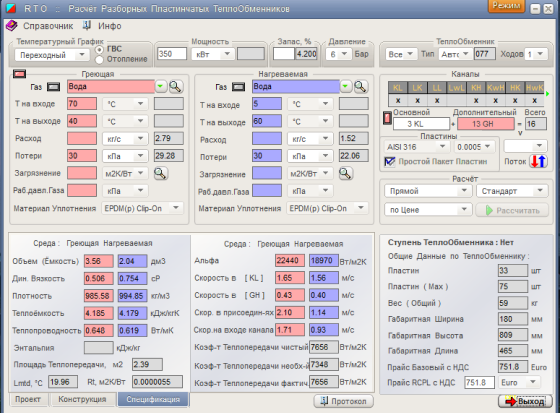 RTO :: Расчёт Разборных Пластинчатых ТеплоОбменников Режим
Справочник Инфо
Температурный График Мощность Запас, % Давление ТеплоОбменник
Переходный ГВС Отопление 350 кВт 4.200 6 Бар Все Тип Авто 077 Ходов 1
Греющая Нагреваемая Каналы
Газ Вода Газ Вода
KL LK LL LwL KH KwH HK HwK
x x x x x x x x
Т на входе 70 °C Т на входе 5 °C
Т на выходе 40 °C Т на выходе 60 °C
Основной Дополнительный Всего
3 KL + 13 GH = 16
Расход кг/с 2.79 Расход кг/с 1.52
Пластины
AISI 316 0.0005
Потери 30 кПа 29.28 Потери 30 кПа 22.06
Простой Пакет Пластин Поток
Загрязнение м2К/Вт Загрязнение м2К/Вт
Раб.давл.Газа кПа Раб.давл.Газа кПа
Расчёт
Прямой Стандарт
Материал Уплотнения EPDM(p) Clip-On Материал Уплотнения EPDM(p) Clip-On
по Цене Рассчитать
Среда : Греющая Нагреваемая
Объем (Ёмкость) 3.56 2.04 дм3
Дин. Вязкость 0.506 0.754 cP
Плотность 985.58 994.85 кг/м3
Теплоёмкость 4.185 4.179 кДж/кгК
Теплопроводность 0.648 0.619 Вт/мК
Энтальпия кДж/кг
Площадь Теплопередачи, м2 2.39
Lmtd, °C 19.96 Rt, м2К/Вт 0.0000055
Среда : Греющая Нагреваемая
Альфа 22440 18970 Вт/м2К
Скорость в [ KL ] 1.65 1.56 м/с
Скорость в [ GH ] 0.43 0.40 м/с
Скор. в присоедин-ях 2.10 1.14 м/с
Скор.на входе канала 1.71 0.93 м/с
Коэф-т Теплопередачи чистый 7656 Вт/м2К
Коэф-т Теплопередачи необх-й 7348 Вт/м2К
Коэф-т Теплопередачи фактич 7656 Вт/м2К
Ступень ТеплоОбменника : Нет
Общие Данные по ТеплоОбменнику :
Пластин 33 шт
Пластин ( Max ) 75 шт
Вес ( Общий ) 59 кг
Габаритная Ширина 180 мм
Габаритная Высота 809 мм
Габаритная Длина 465 мм
Прайс Базовый с НДС 751.8 Euro
Прайс RCPL с НДС 751.8 Euro
Проект Конструкция Спецификация Протокол Выход